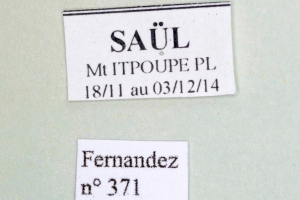 SAÜL
Mt ITPOUPE PL
18/11 au 03/12/14
Fernandez
n° 371